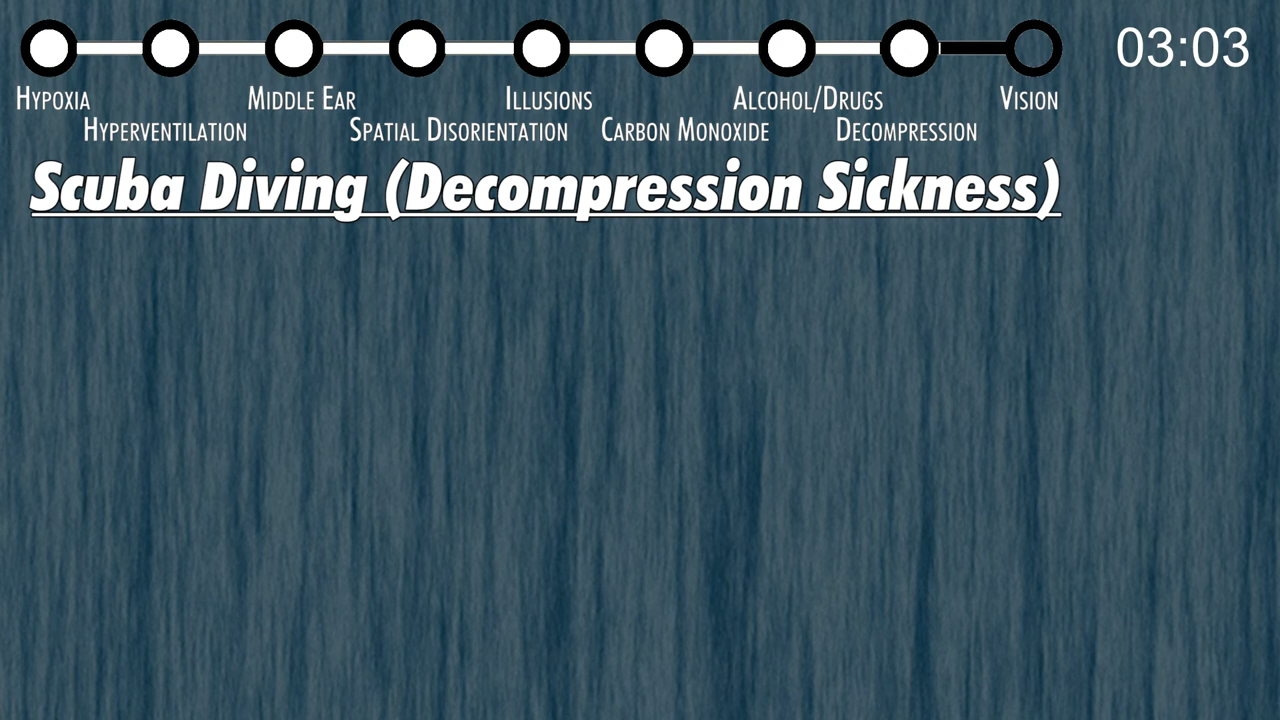 03:03
Hypoxia Middle Ear Illusions Alcohol/Drugs Vision
Hyperventilation Spatial Disorientation Carbon Monoxide Decompression
Scuba Diving (Decompression Sickness)